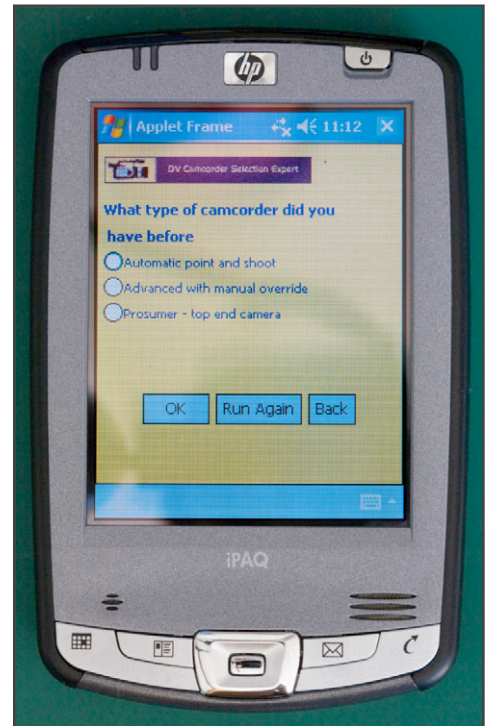 hp
Applet Frame 11:12
DV Camcorder Selection Expert
What type of camcorder did you
have before
Automatic point and shoot
Advanced with manual override
Prosumer - top end camera
OK Run Again Back
iPAQ